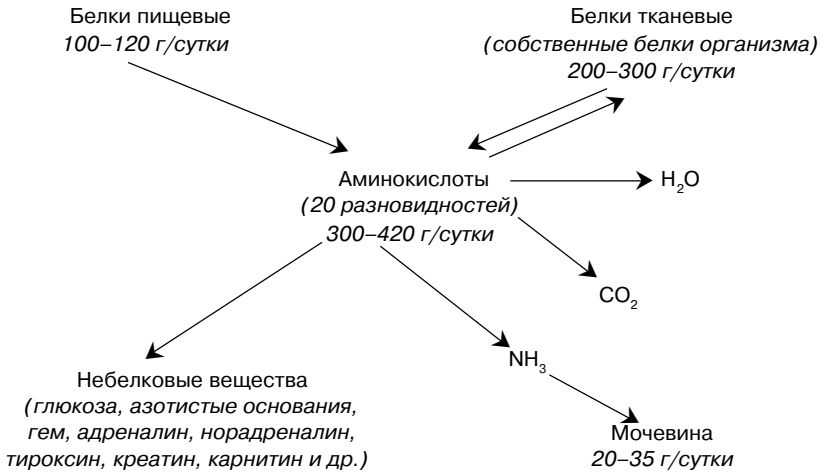 Белки пищевые
100–120 г/сутки
Белки тканевые
(собственные белки организма)
200–300 г/сутки
Аминокислоты
(20 разновидностей)
300–420 г/сутки
H₂O
CO₂
NH₃
Небелковые вещества
(глюкоза, азотистые основания,
гем, адреналин, норадреналин,
тироксин, креатин, карнитин и др.)
Мочевина
20–35 г/сутки